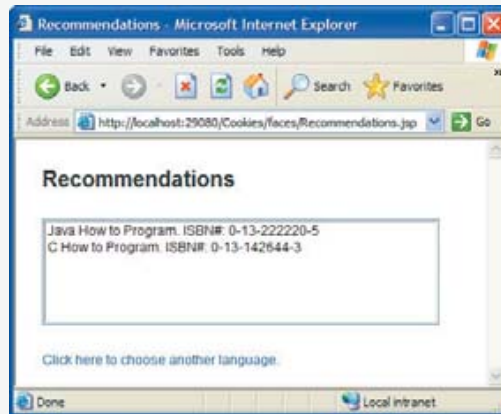 Recommendations - Microsoft Internet Explorer
File Edit View Favorites Tools Help
Back Search Favorites
Address http://localhost:29080/Cookies/faces/Recommendations.jsp Go
Recommendations
Java How to Program. ISBN#: 0-13-222220-5
C How to Program. ISBN#: 0-13-142644-3
Click here to choose another language.
Done Local intranet